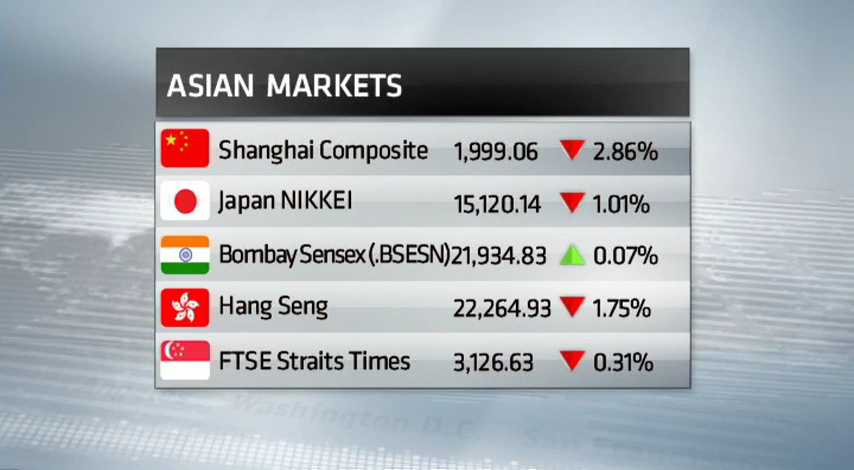 ASIAN MARKETS
Shanghai Composite 1,999.06 ▼ 2.86%
Japan NIKKEI 15,120.14 ▼ 1.01%
Bombay Sensex (.BSESN) 21,934.83 ▲ 0.07%
Hang Seng 22,264.93 ▼ 1.75%
FTSE Straits Times 3,126.63 ▼ 0.31%
Washington D.C. San